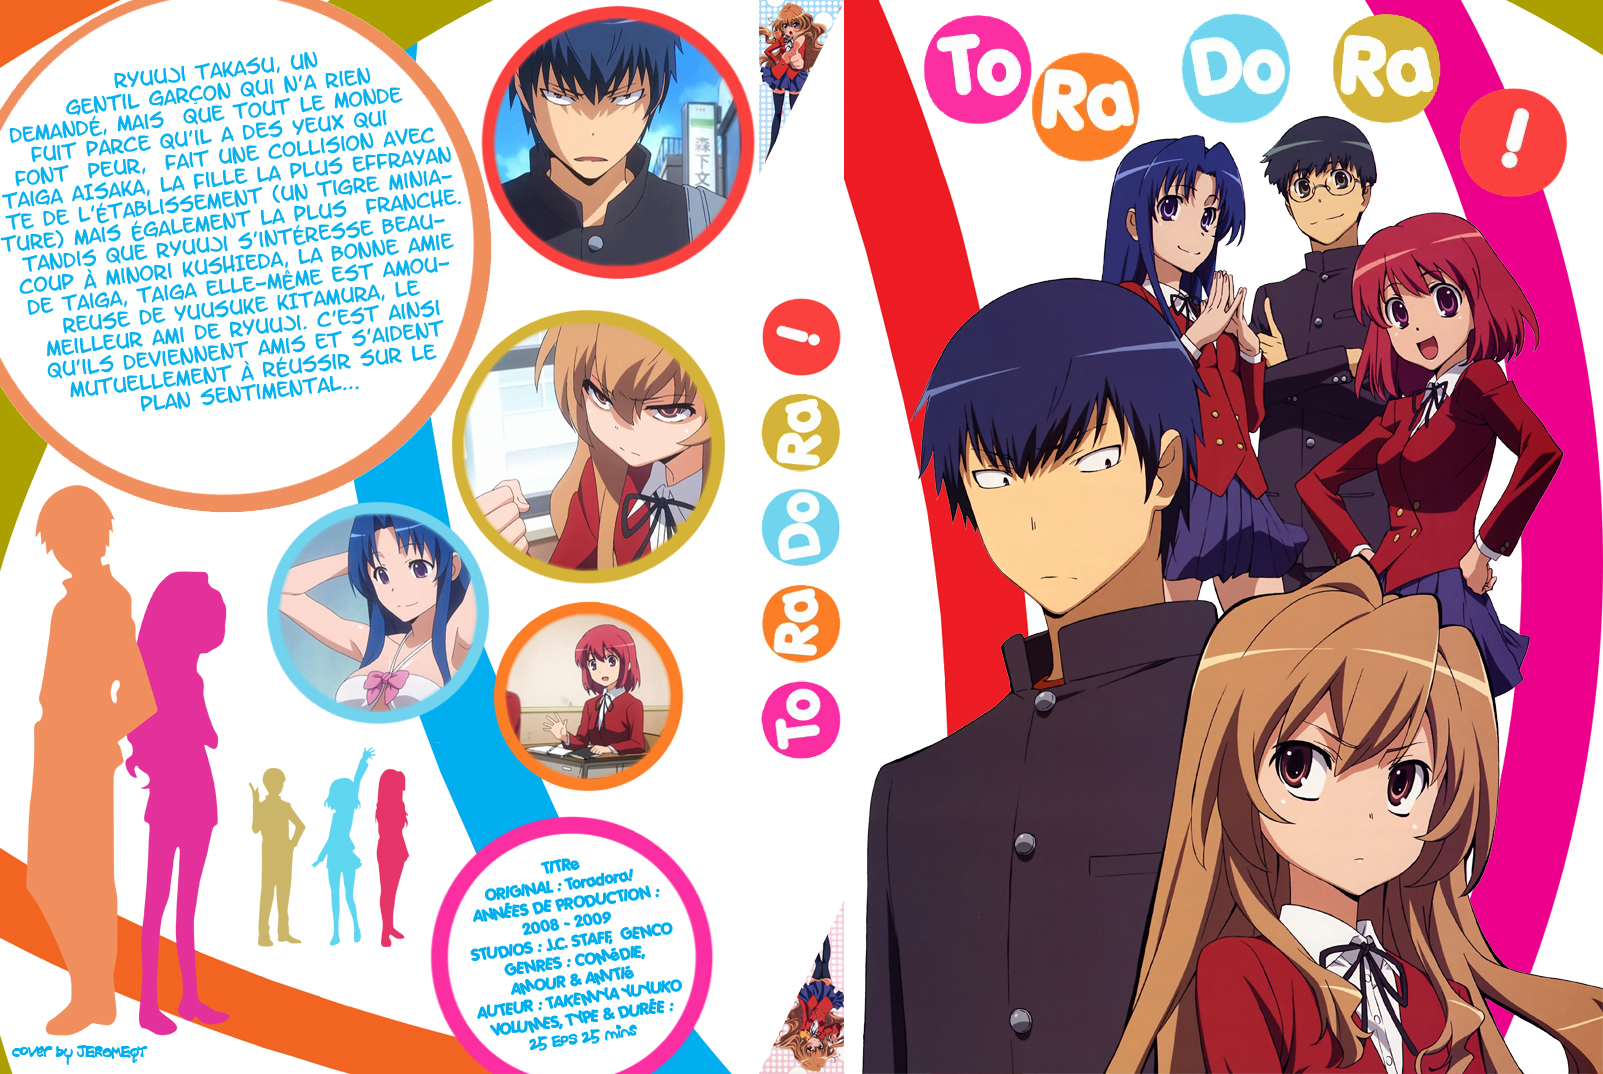 RYUUJI TAKASU, UN
GENTIL GARÇON QUI N'A RIEN
DEMANDÉ, MAIS QUE TOUT LE MONDE
FUIT PARCE QU'IL A DES YEUX QUI
FONT PEUR, FAIT UNE COLLISION AVEC
TAIGA AISAKA, LA FILLE LA PLUS EFFRAYAN
TE DE L'ÉTABLISSEMENT (UN TIGRE MINIA-
TURE) MAIS ÉGALEMENT LA PLUS FRANCHE.
TANDIS QUE RYUUJI S'INTÉRESSE BEAU-
COUP À MINORI KUSHIEDA, LA BONNE AMIE
DE TAIGA, TAIGA ELLE-MÊME EST AMOU-
REUSE DE YUUSUKE KITAMURA, LE
MEILLEUR AMI DE RYUUJI. C'EST AINSI
QU'ILS DEVIENNENT AMIS ET S'AIDENT
MUTUELLEMENT À RÉUSSIR SUR LE
PLAN SENTIMENTAL...
森下文
TITRe
ORIGINAL : Toradora!
ANNÉES DE PRODUCTION :
2008 - 2009
STUDIOS : J.C. STAFF, GENCO
GENRES : COMéDIE,
AMOUR & AMITIé
AUTEUR : TAKEMIYA YUYUKO
VOLUMES, TYPE & DURÉE :
25 EPS 25 mins
cover by JEROMEQT
To Ra Do Ra !
To Ra Do Ra !